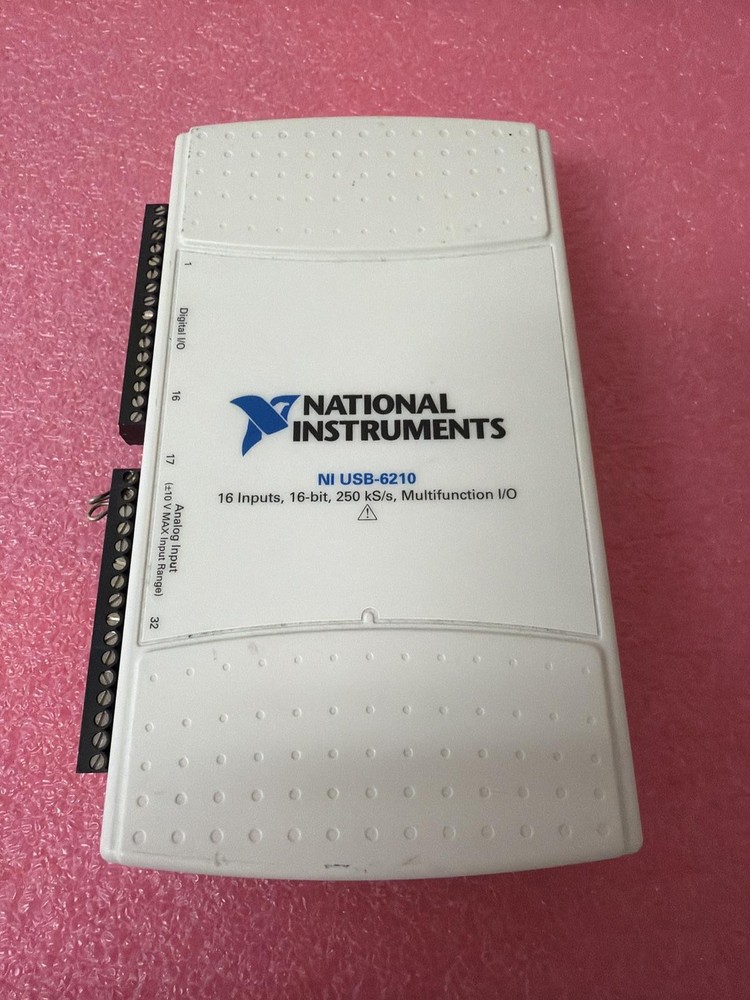 NATIONAL
INSTRUMENTS
NI USB-6210
16 Inputs, 16-bit, 250 kS/s, Multifunction I/O
1
Digital I/O
16
17
Analog Input
(±10 V MAX Input Range)
32